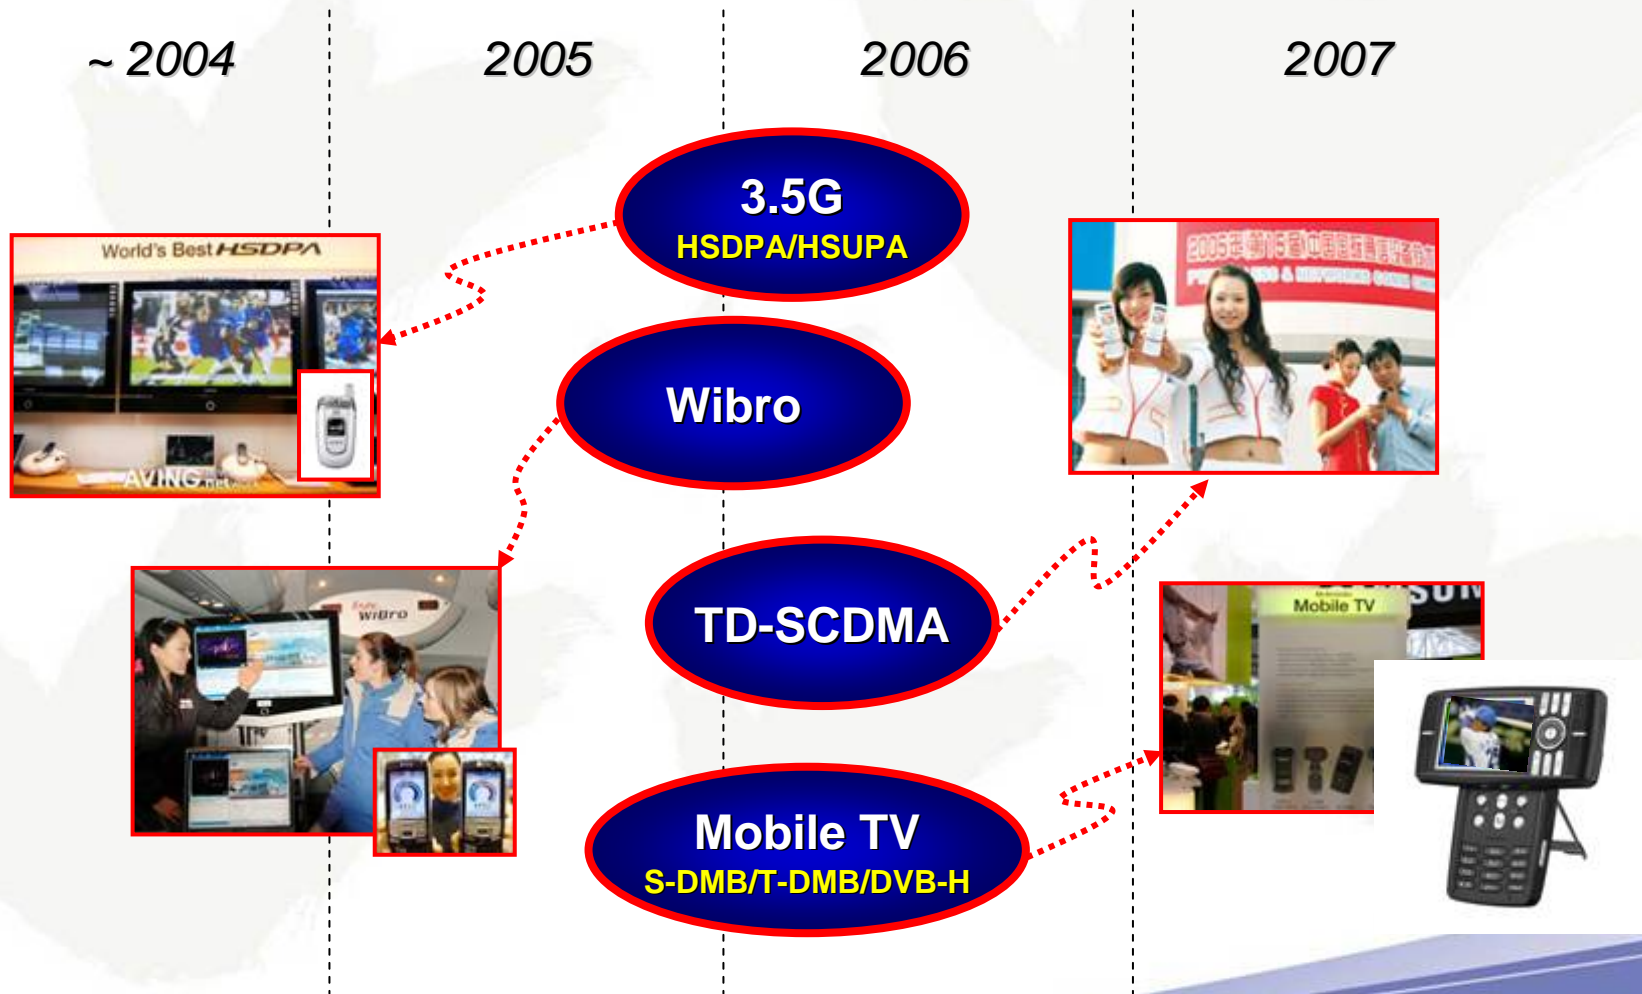 ~ 2004
2005
2006
2007
3.5G
HSDPA/HSUPA
World's Best HSDPA
AVING
Wibro
Enjoy
WiBRO
TD-SCDMA
Mobile TV
Mobile TV
S-DMB/T-DMB/DVB-H